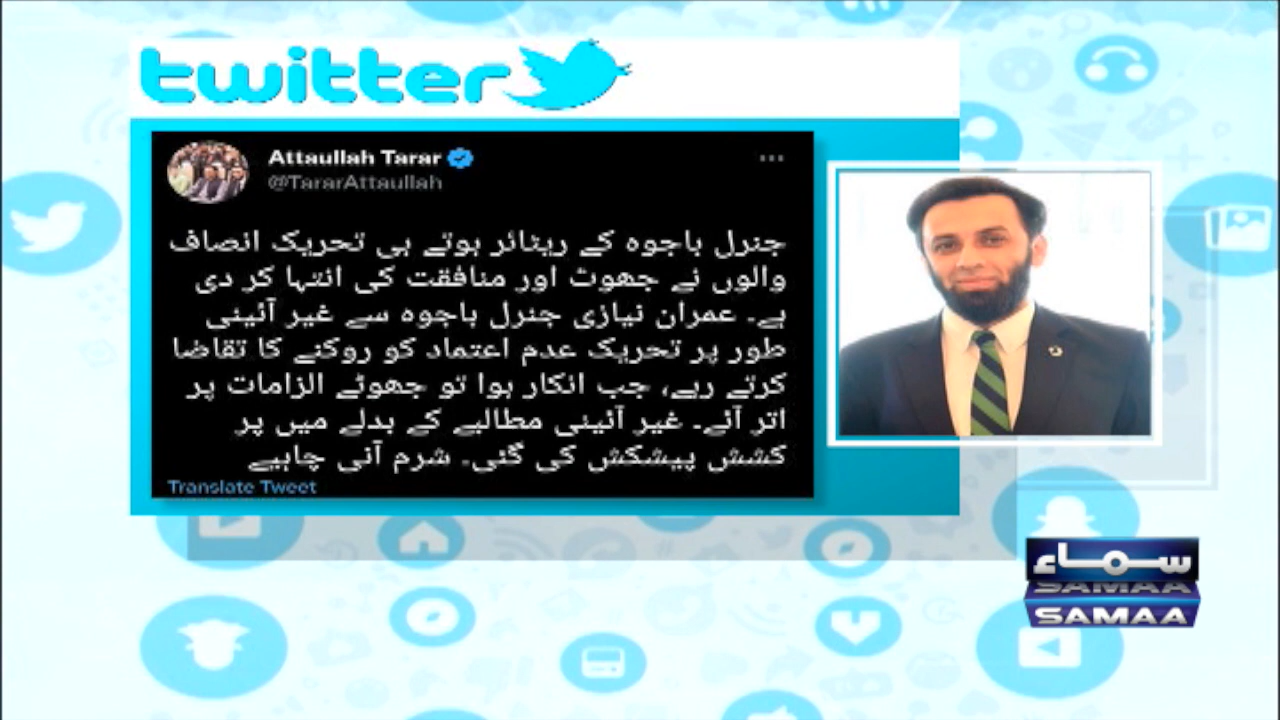 twitter
Attaullah Tarar
@TararAttaullah
جنرل باجوہ کے ریٹائر ہوتے ہی تحریک انصاف
والوں نے جھوٹ اور منافقت کی انتہا کر دی
ہے۔ عمران نیازی جنرل باجوہ سے غیر آئینی
طور پر تحریک عدم اعتماد کو روکنے کا تقاضا
کرتے رہے، جب انکار ہوا تو جھوٹے الزامات پر
اتر آئے۔ غیر آئینی مطالبے کے بدلے میں پر
کشش پیشکش کی گئی۔ شرم آنی چاہیے
Translate Tweet
سماء
SAMAA
SAMAA